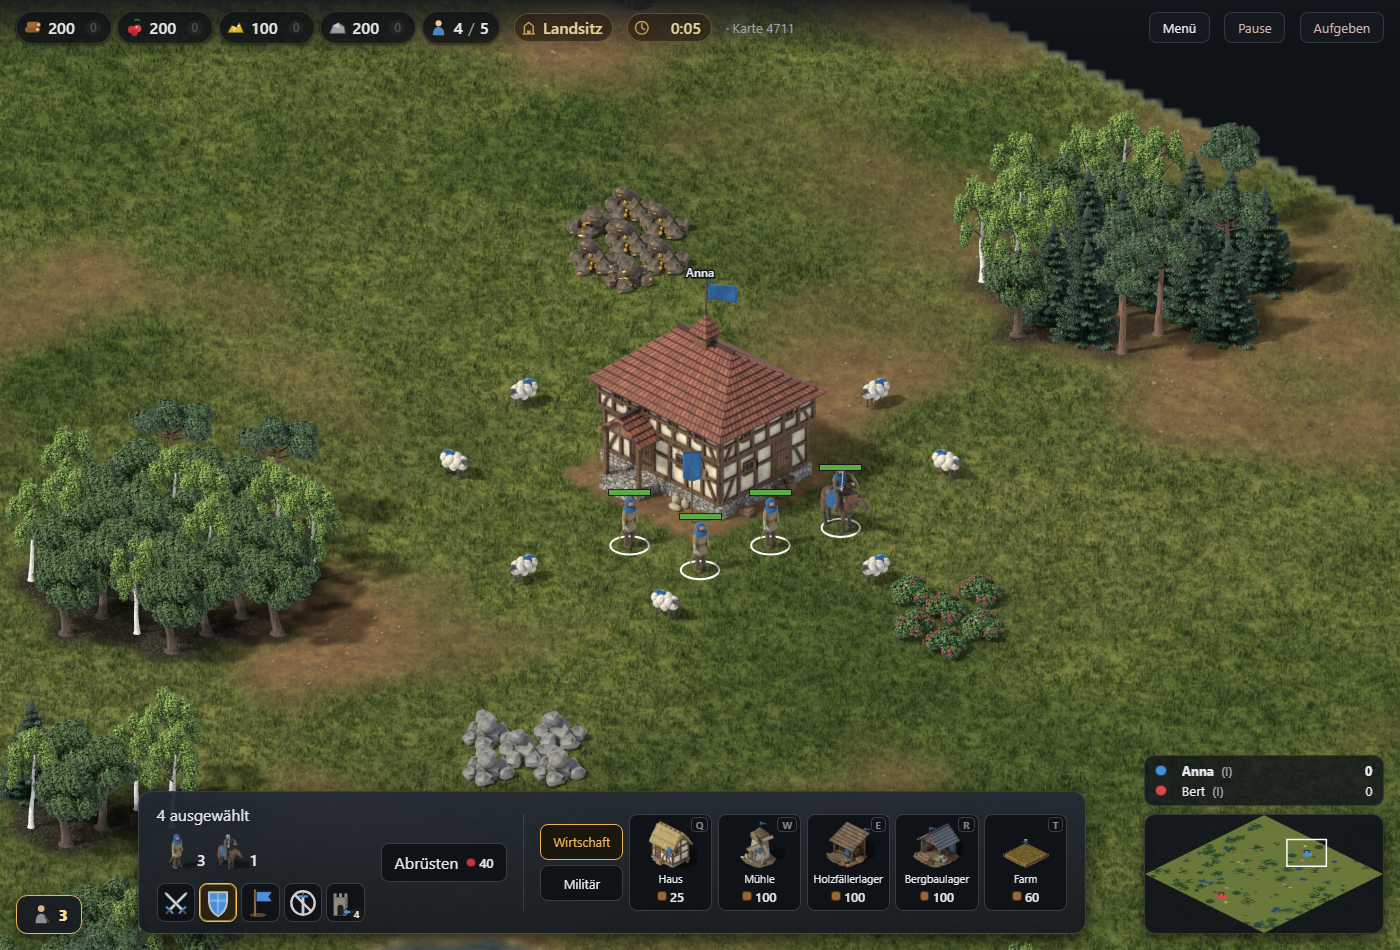 200 0
200 0
100 0
200 0
4 / 5
Landsitz
0:05
· Karte 4711
Menü
Pause
Aufgeben
Anna
Anna (I) 0
Bert (I) 0
4 ausgewählt
3
1
Abrüsten 40
4
Wirtschaft
Militär
Q
Haus
25
W
Mühle
100
E
Holzfällerlager
100
R
Bergbaulager
100
T
Farm
60
3